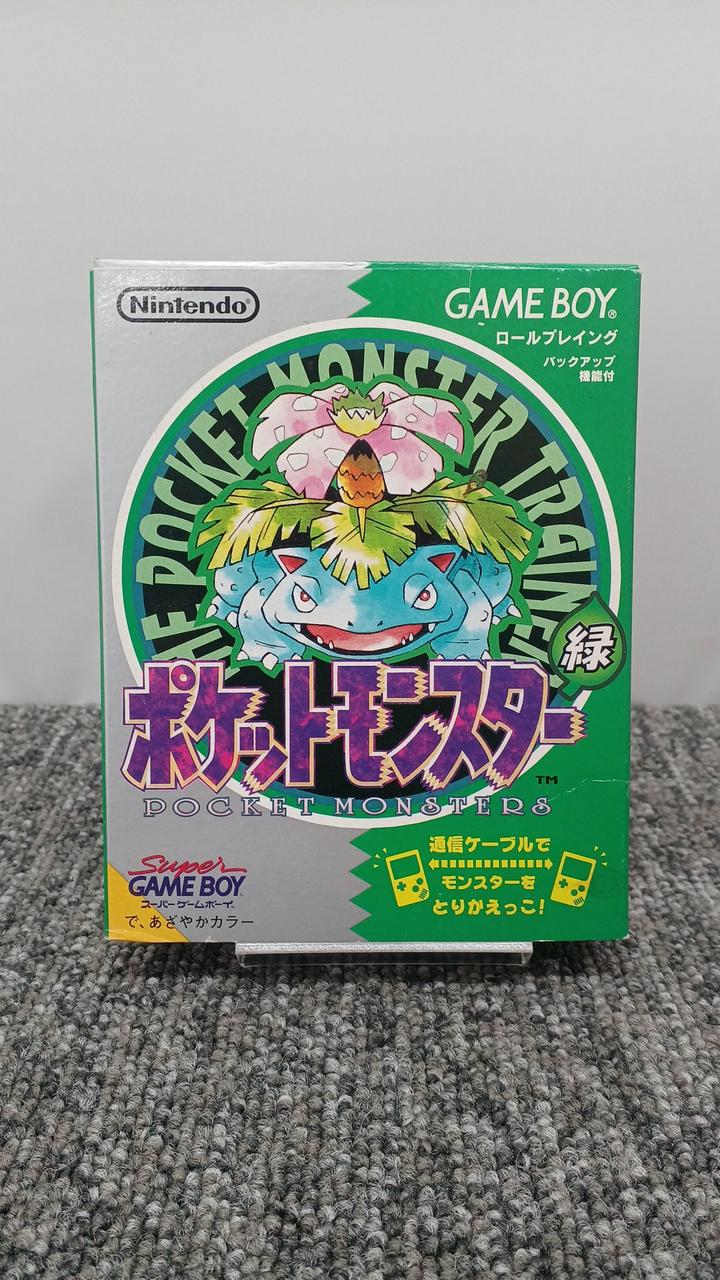 Nintendo®
GAME BOY®
ロールプレイング
バックアップ
機能付
THE POCKET MONSTER TRAINER
緑
ポケットモンスター
TM
POCKET MONSTERS
Super
GAME BOY
スーパーゲームボーイ
で、あざやかカラー
通信ケーブルで
モンスターを
とりかえっこ!